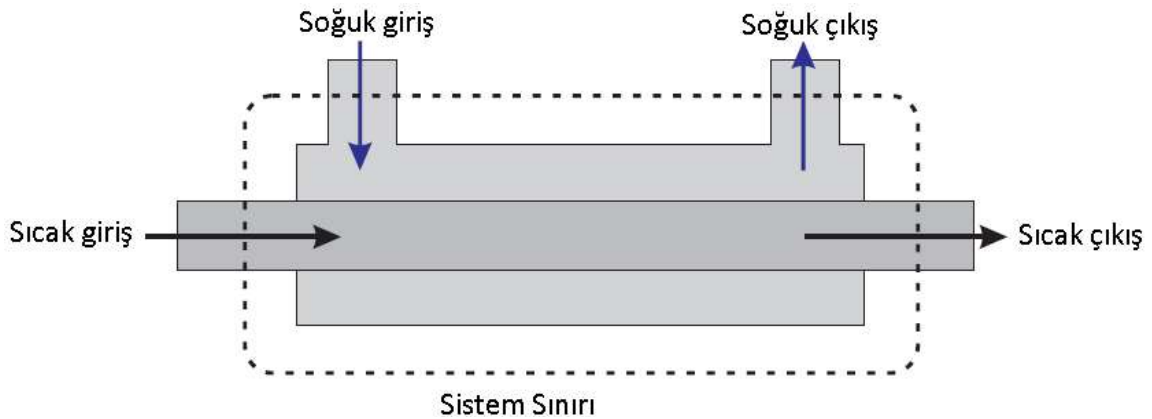 Soğuk giriş
Soğuk çıkış
Sıcak giriş
Sıcak çıkış
Sistem Sınırı